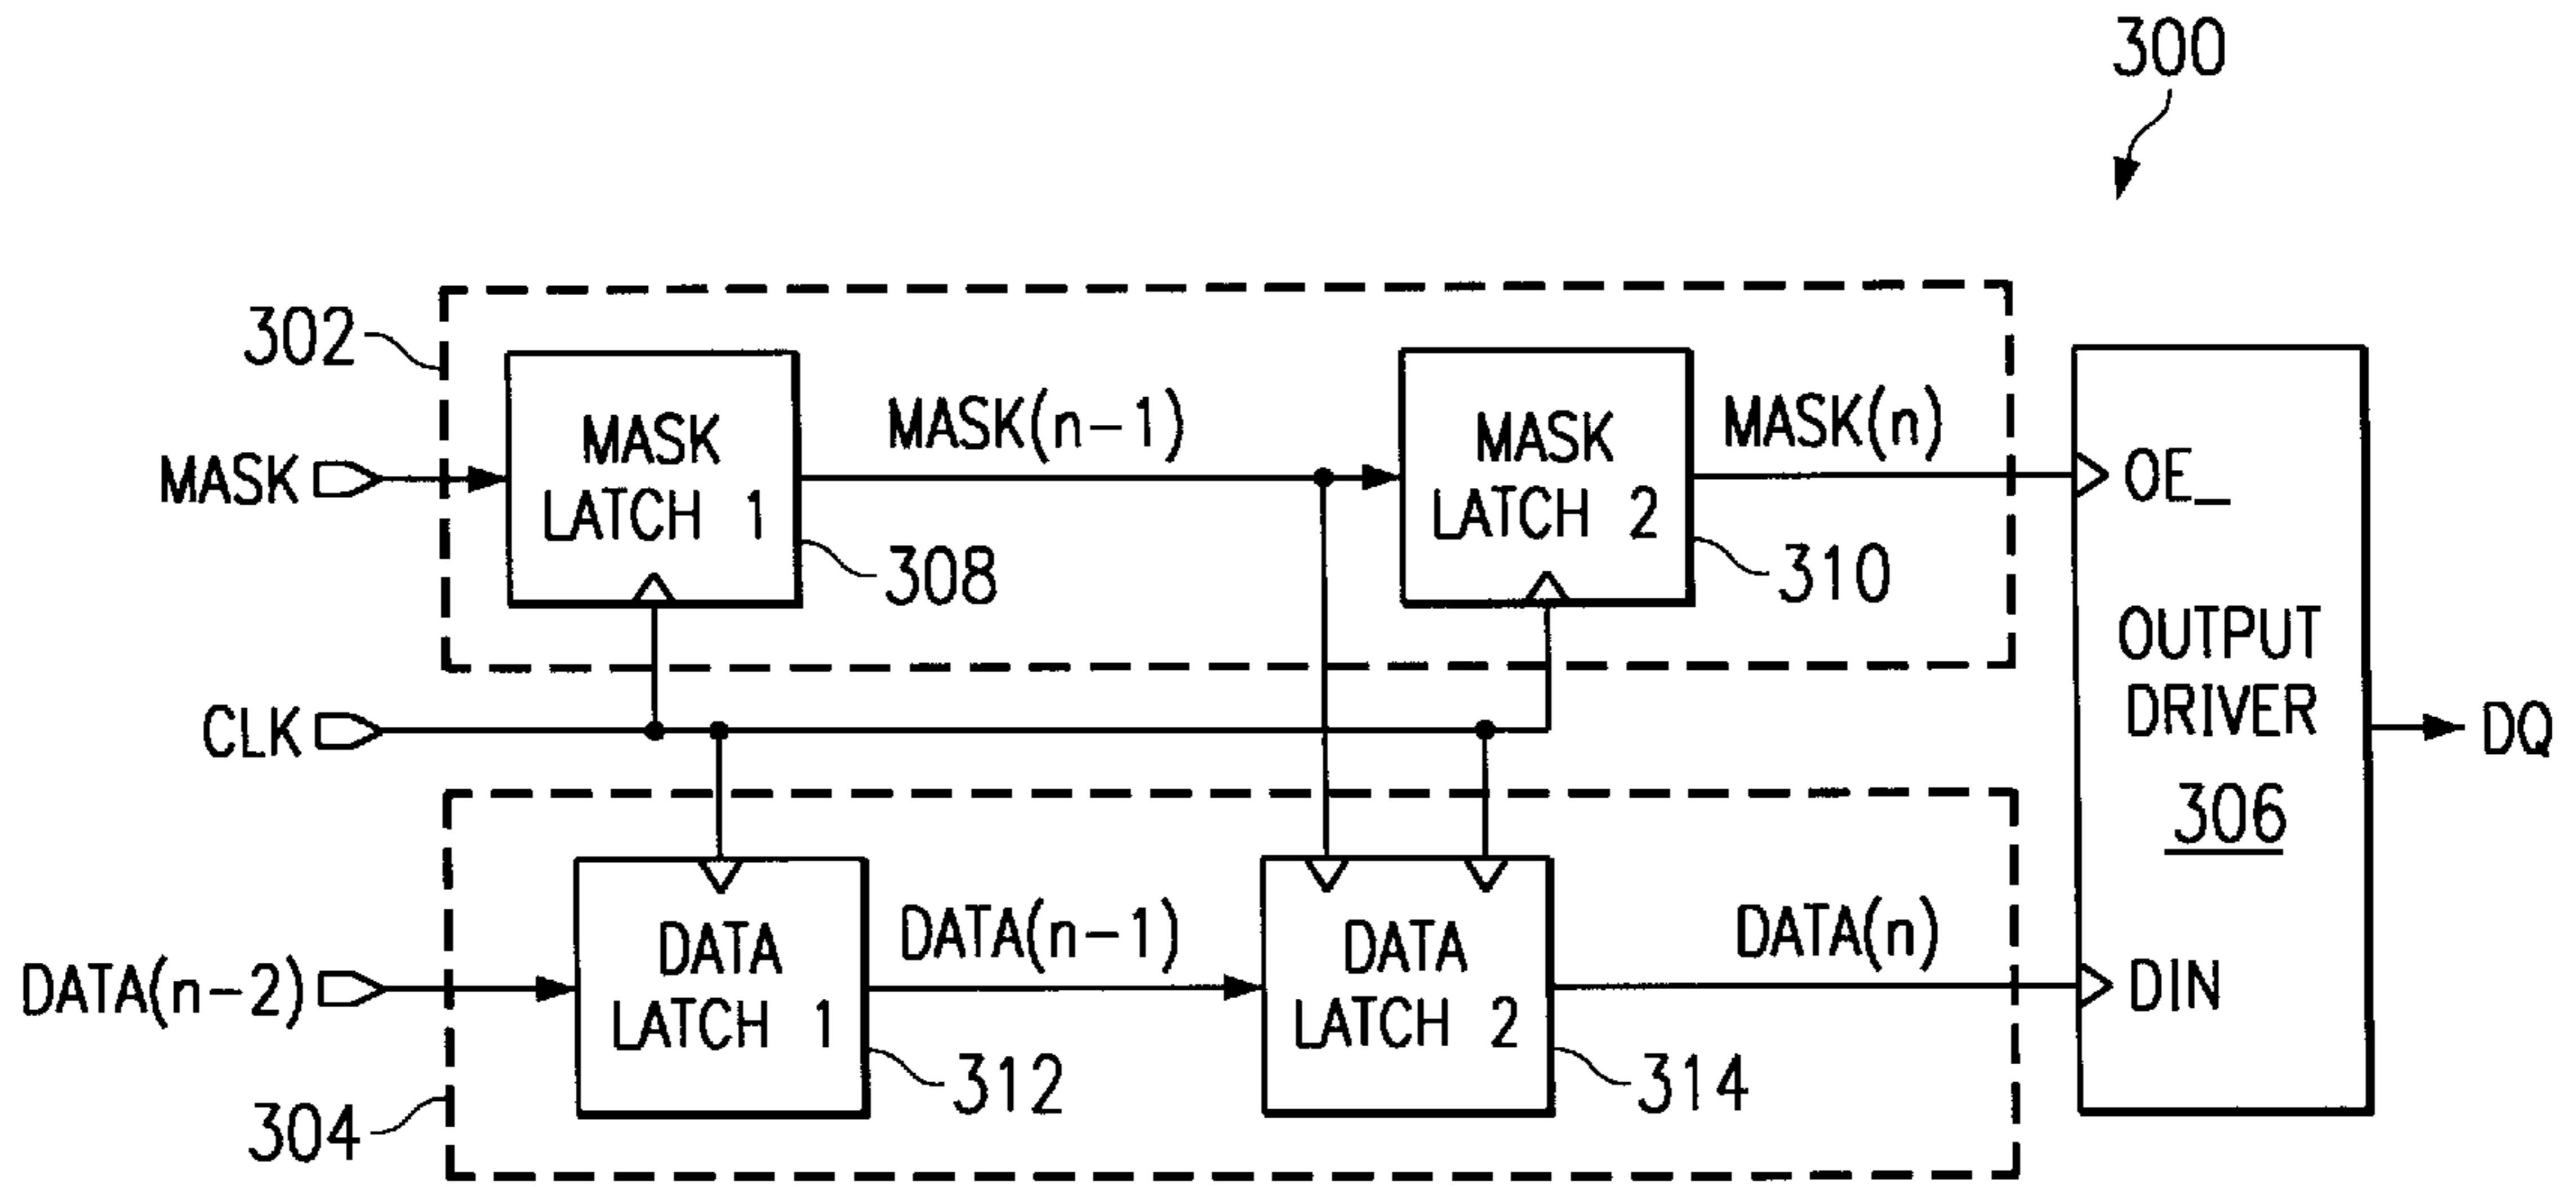 300
302
MASK
LATCH 1
308
MASK(n-1)
MASK
LATCH 2
310
MASK(n)
OE_
MASK
CLK
OUTPUT
DRIVER
306
DQ
DATA(n-2)
DATA
LATCH 1
312
DATA(n-1)
DATA
LATCH 2
314
DATA(n)
DIN
304